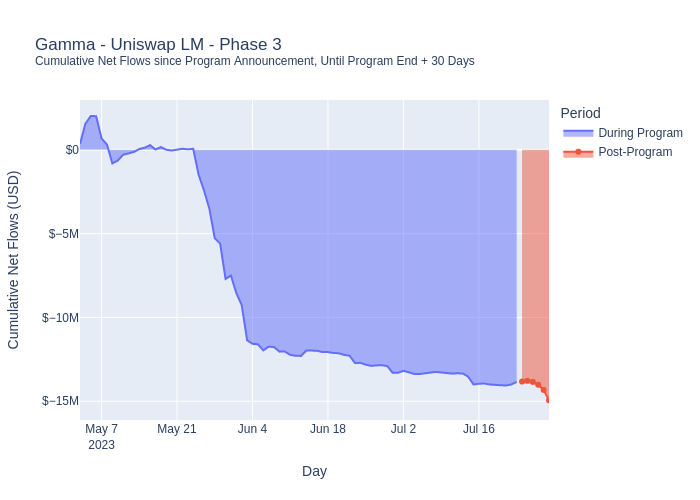 Gamma - Uniswap LM - Phase 3
Cumulative Net Flows since Program Announcement, Until Program End + 30 Days
Period
During Program
Post-Program
Cumulative Net Flows (USD)
$0
$−5M
$−10M
$−15M
May 7
2023
May 21
Jun 4
Jun 18
Jul 2
Jul 16
Day